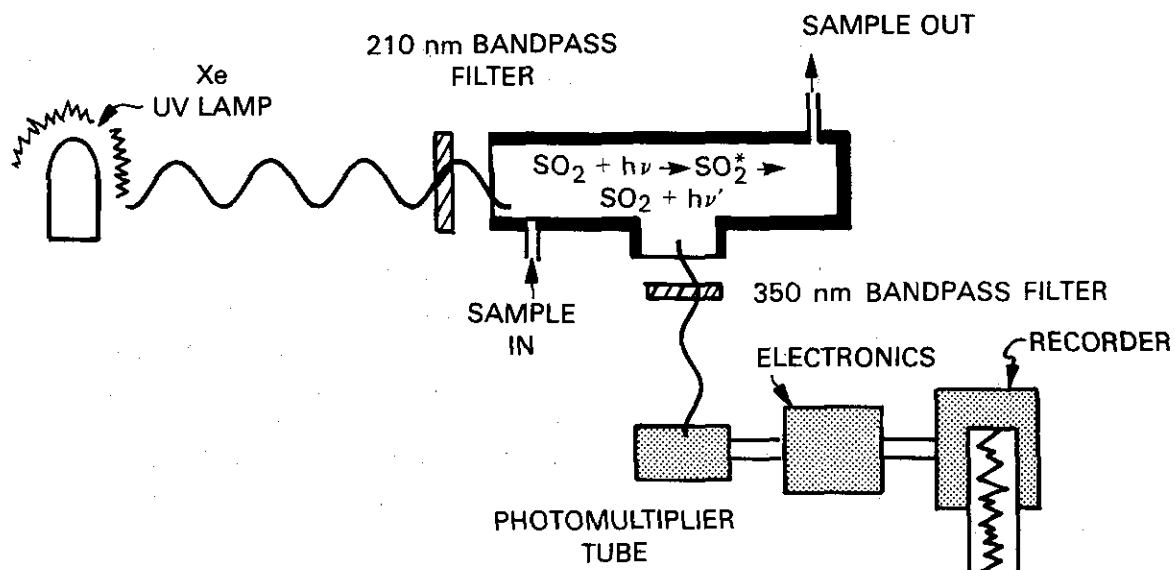 210 nm BANDPASS
FILTER
SAMPLE OUT
Xe
UV LAMP
SO₂ + hν → SO₂* →
SO₂ + hν′
SAMPLE
IN
350 nm BANDPASS FILTER
ELECTRONICS
RECORDER
PHOTOMULTIPLIER
TUBE